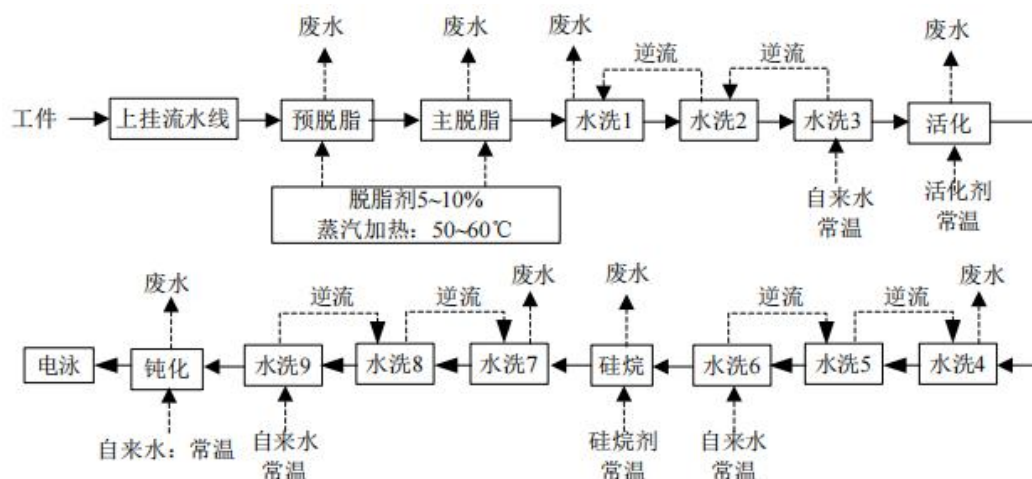 废水
废水
废水
逆流
逆流
废水
工件
上挂流水线
预脱脂
主脱脂
水洗1
水洗2
水洗3
活化
脱脂剂5~10%
蒸汽加热：50~60℃
自来水
常温
活化剂
常温
废水
逆流
逆流
废水
废水
逆流
逆流
废水
电泳
钝化
水洗9
水洗8
水洗7
硅烷
水洗6
水洗5
水洗4
自来水：常温
自来水
常温
硅烷剂
常温
自来水
常温